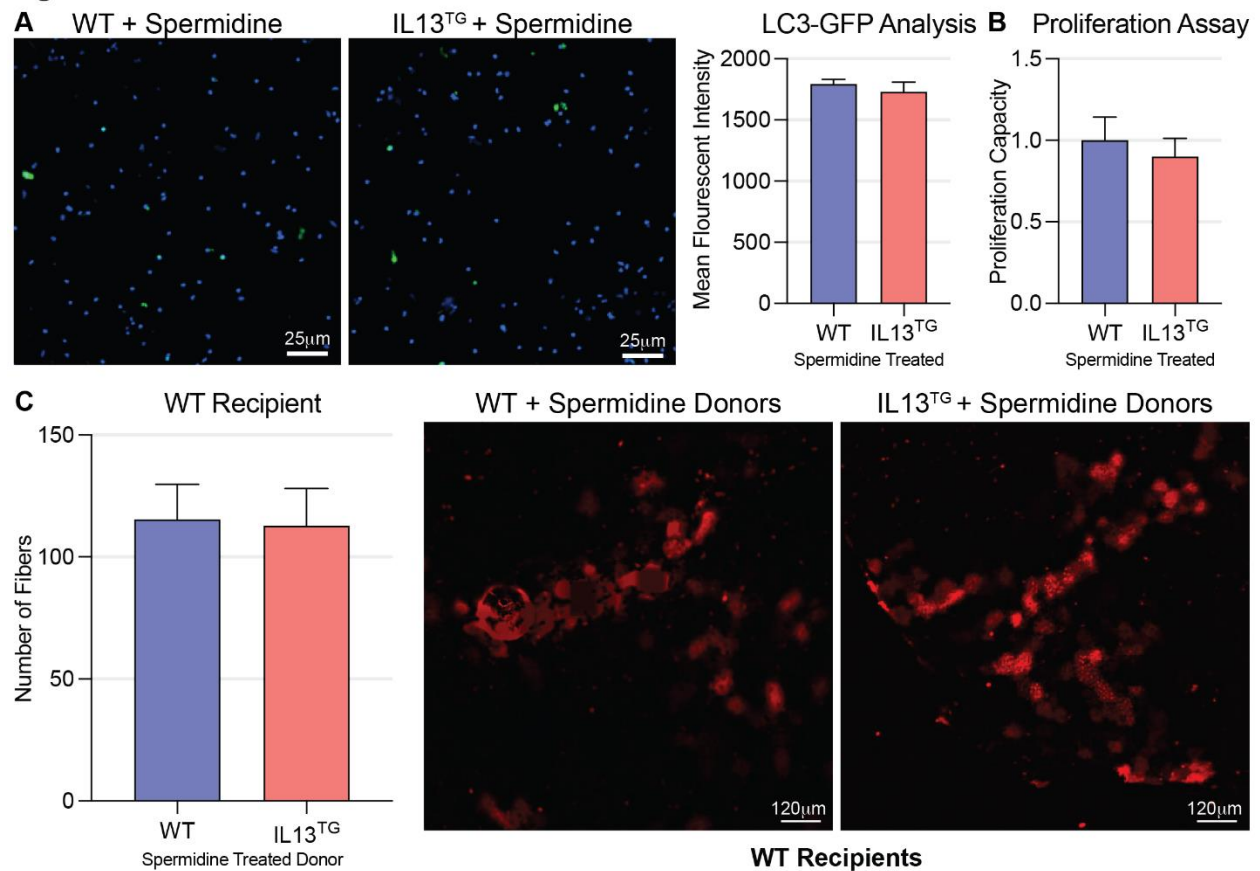 A
WT + Spermidine
IL13TG + Spermidine
25µm
25µm
LC3-GFP Analysis
Mean Flourescent Intensity
2000
1500
1000
500
0
WT
IL13TG
Spermidine Treated
B
Proliferation Assay
Proliferation Capacity
1.5
1.0
0.5
0.0
WT
IL13TG
Spermidine Treated
C
WT Recipient
Number of Fibers
150
100
50
0
WT
IL13TG
Spermidine Treated Donor
WT + Spermidine Donors
IL13TG + Spermidine Donors
120µm
120µm
WT Recipients